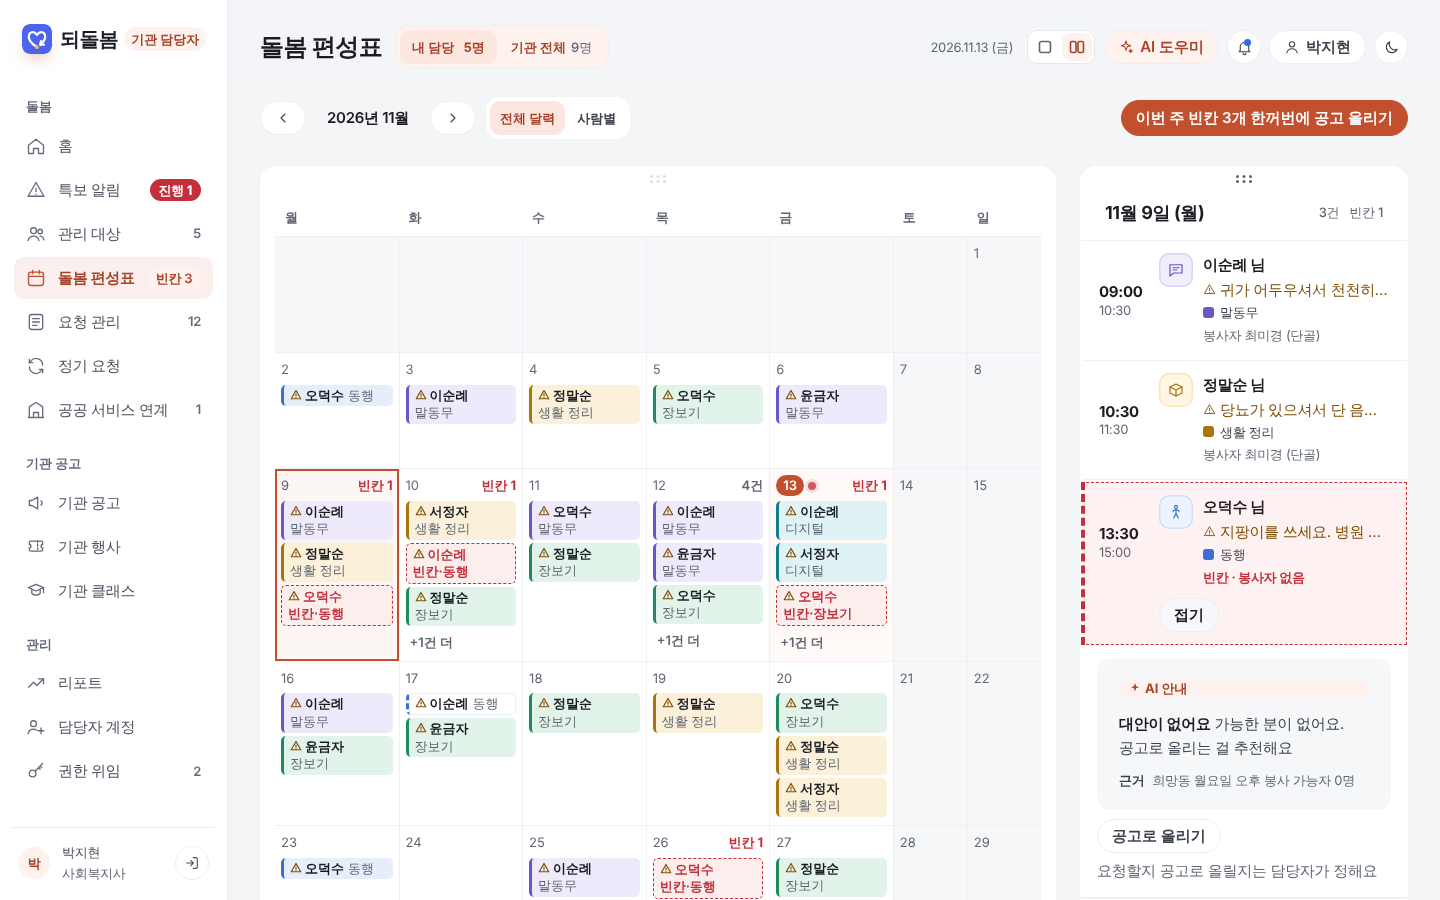 되돌봄 기관 담당자
돌봄
홈
특보 알림 진행 1
관리 대상 5
돌봄 편성표 빈칸 3
요청 관리 12
정기 요청
공공 서비스 연계 1
기관 공고
기관 공고
기관 행사
기관 클래스
관리
리포트
담당자 계정
권한 위임 2
박 박지현
사회복지사
돌봄 편성표 내 담당 5명 기관 전체 9명
2026.11.13 (금) AI 도우미 박지현
2026년 11월 전체 달력 사람별
이번 주 빈칸 3개 한꺼번에 공고 올리기
월 화 수 목 금 토 일
1
2
오덕수 동행
3
이순례
말동무
4
정말순
생활 정리
5
오덕수
장보기
6
윤금자
말동무
7
8
9 빈칸 1
이순례
말동무
정말순
생활 정리
오덕수
빈칸·동행
10 빈칸 1
서정자
생활 정리
이순례
빈칸·동행
정말순
장보기
+1건 더
11
오덕수
말동무
정말순
장보기
12 4건
이순례
말동무
윤금자
말동무
오덕수
장보기
+1건 더
13 빈칸 1
이순례
디지털
서정자
디지털
오덕수
빈칸·장보기
+1건 더
14
15
16
이순례
말동무
윤금자
장보기
17
이순례 동행
윤금자
장보기
18
정말순
장보기
19
정말순
생활 정리
20
오덕수
장보기
정말순
생활 정리
서정자
생활 정리
21
22
23
오덕수 동행
24
25
이순례
말동무
26 빈칸 1
오덕수
빈칸·동행
27
정말순
장보기
28
29
11월 9일 (월) 3건 빈칸 1
09:00
10:30
이순례 님
귀가 어두우셔서 천천히...
말동무
봉사자 최미경 (단골)
10:30
11:30
정말순 님
당뇨가 있으셔서 단 음...
생활 정리
봉사자 최미경 (단골)
13:30
15:00
오덕수 님
지팡이를 쓰세요. 병원 ...
동행
빈칸 · 봉사자 없음
접기
AI 안내
대안이 없어요 가능한 분이 없어요.
공고로 올리는 걸 추천해요
근거 희망동 월요일 오후 봉사 가능자 0명
공고로 올리기
요청할지 공고로 올릴지는 담당자가 정해요